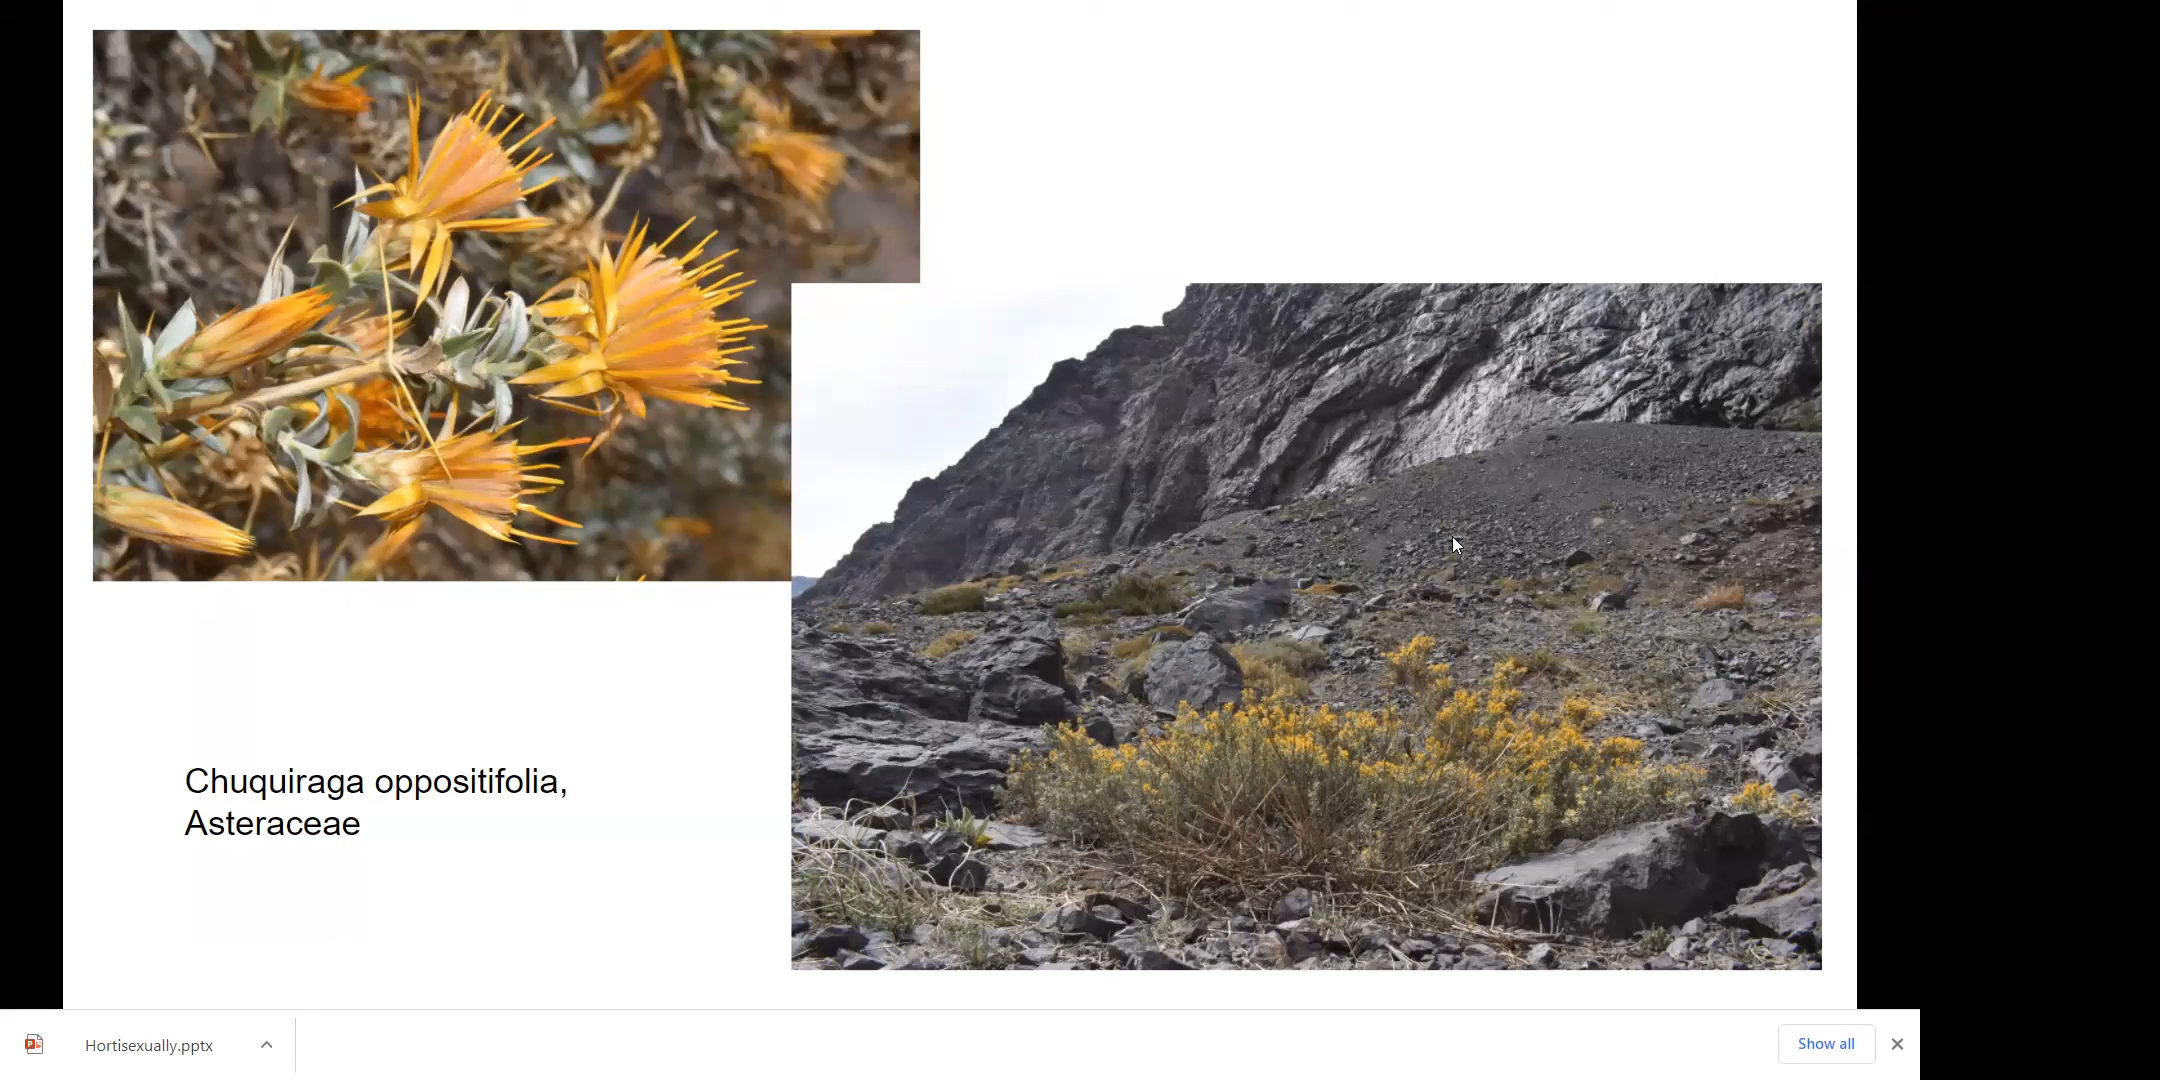 Chuquiraga oppositifolia,
Asteraceae
Hortisexually.pptx
Show all